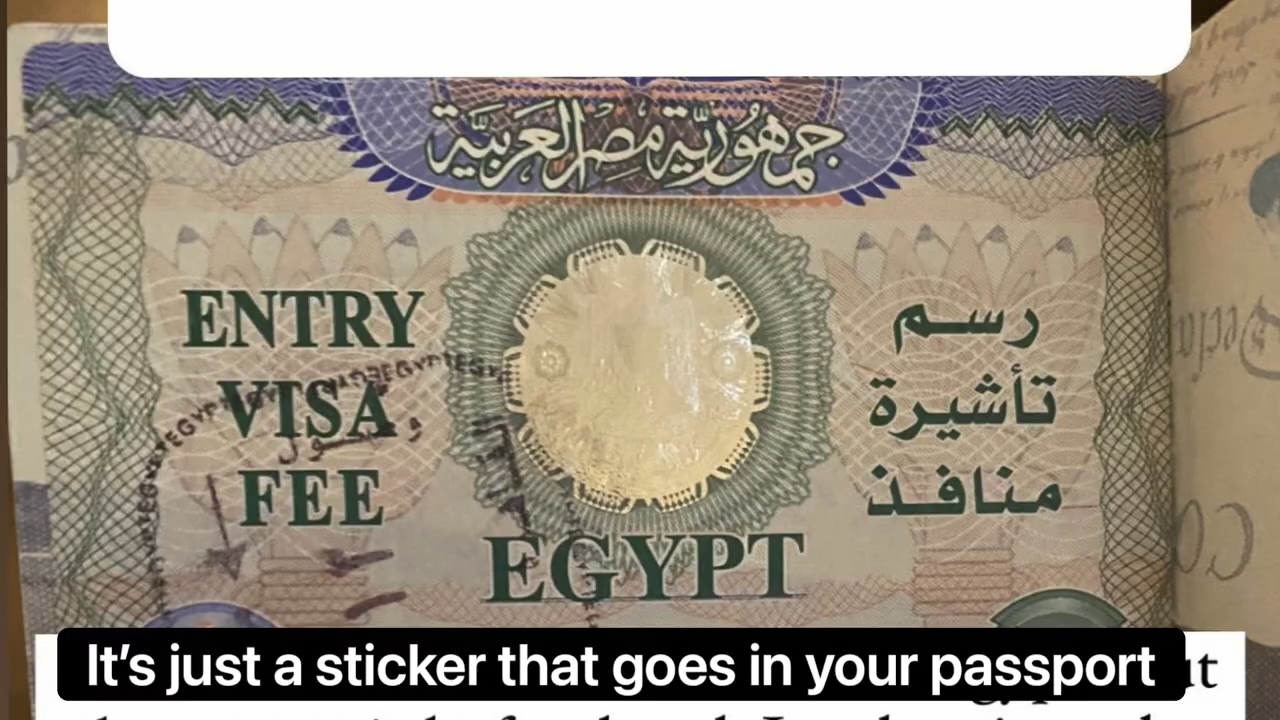 جمهورية مصر العربية
ENTRY
VISA
FEE
رسم
تأشيرة
منافذ
EGYPT
It's just a sticker that goes in your passport